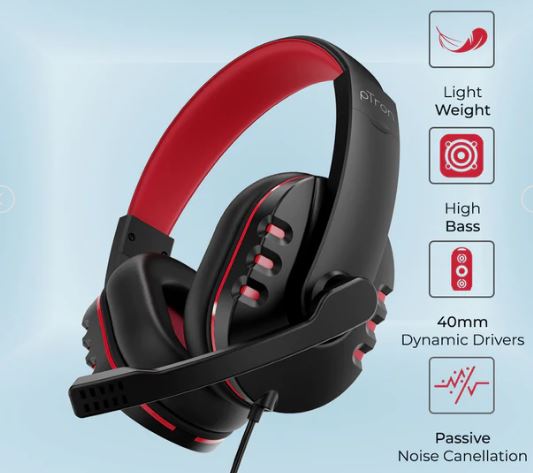 pTron
Light
Weight
High
Bass
40mm
Dynamic Drivers
Passive
Noise Canellation